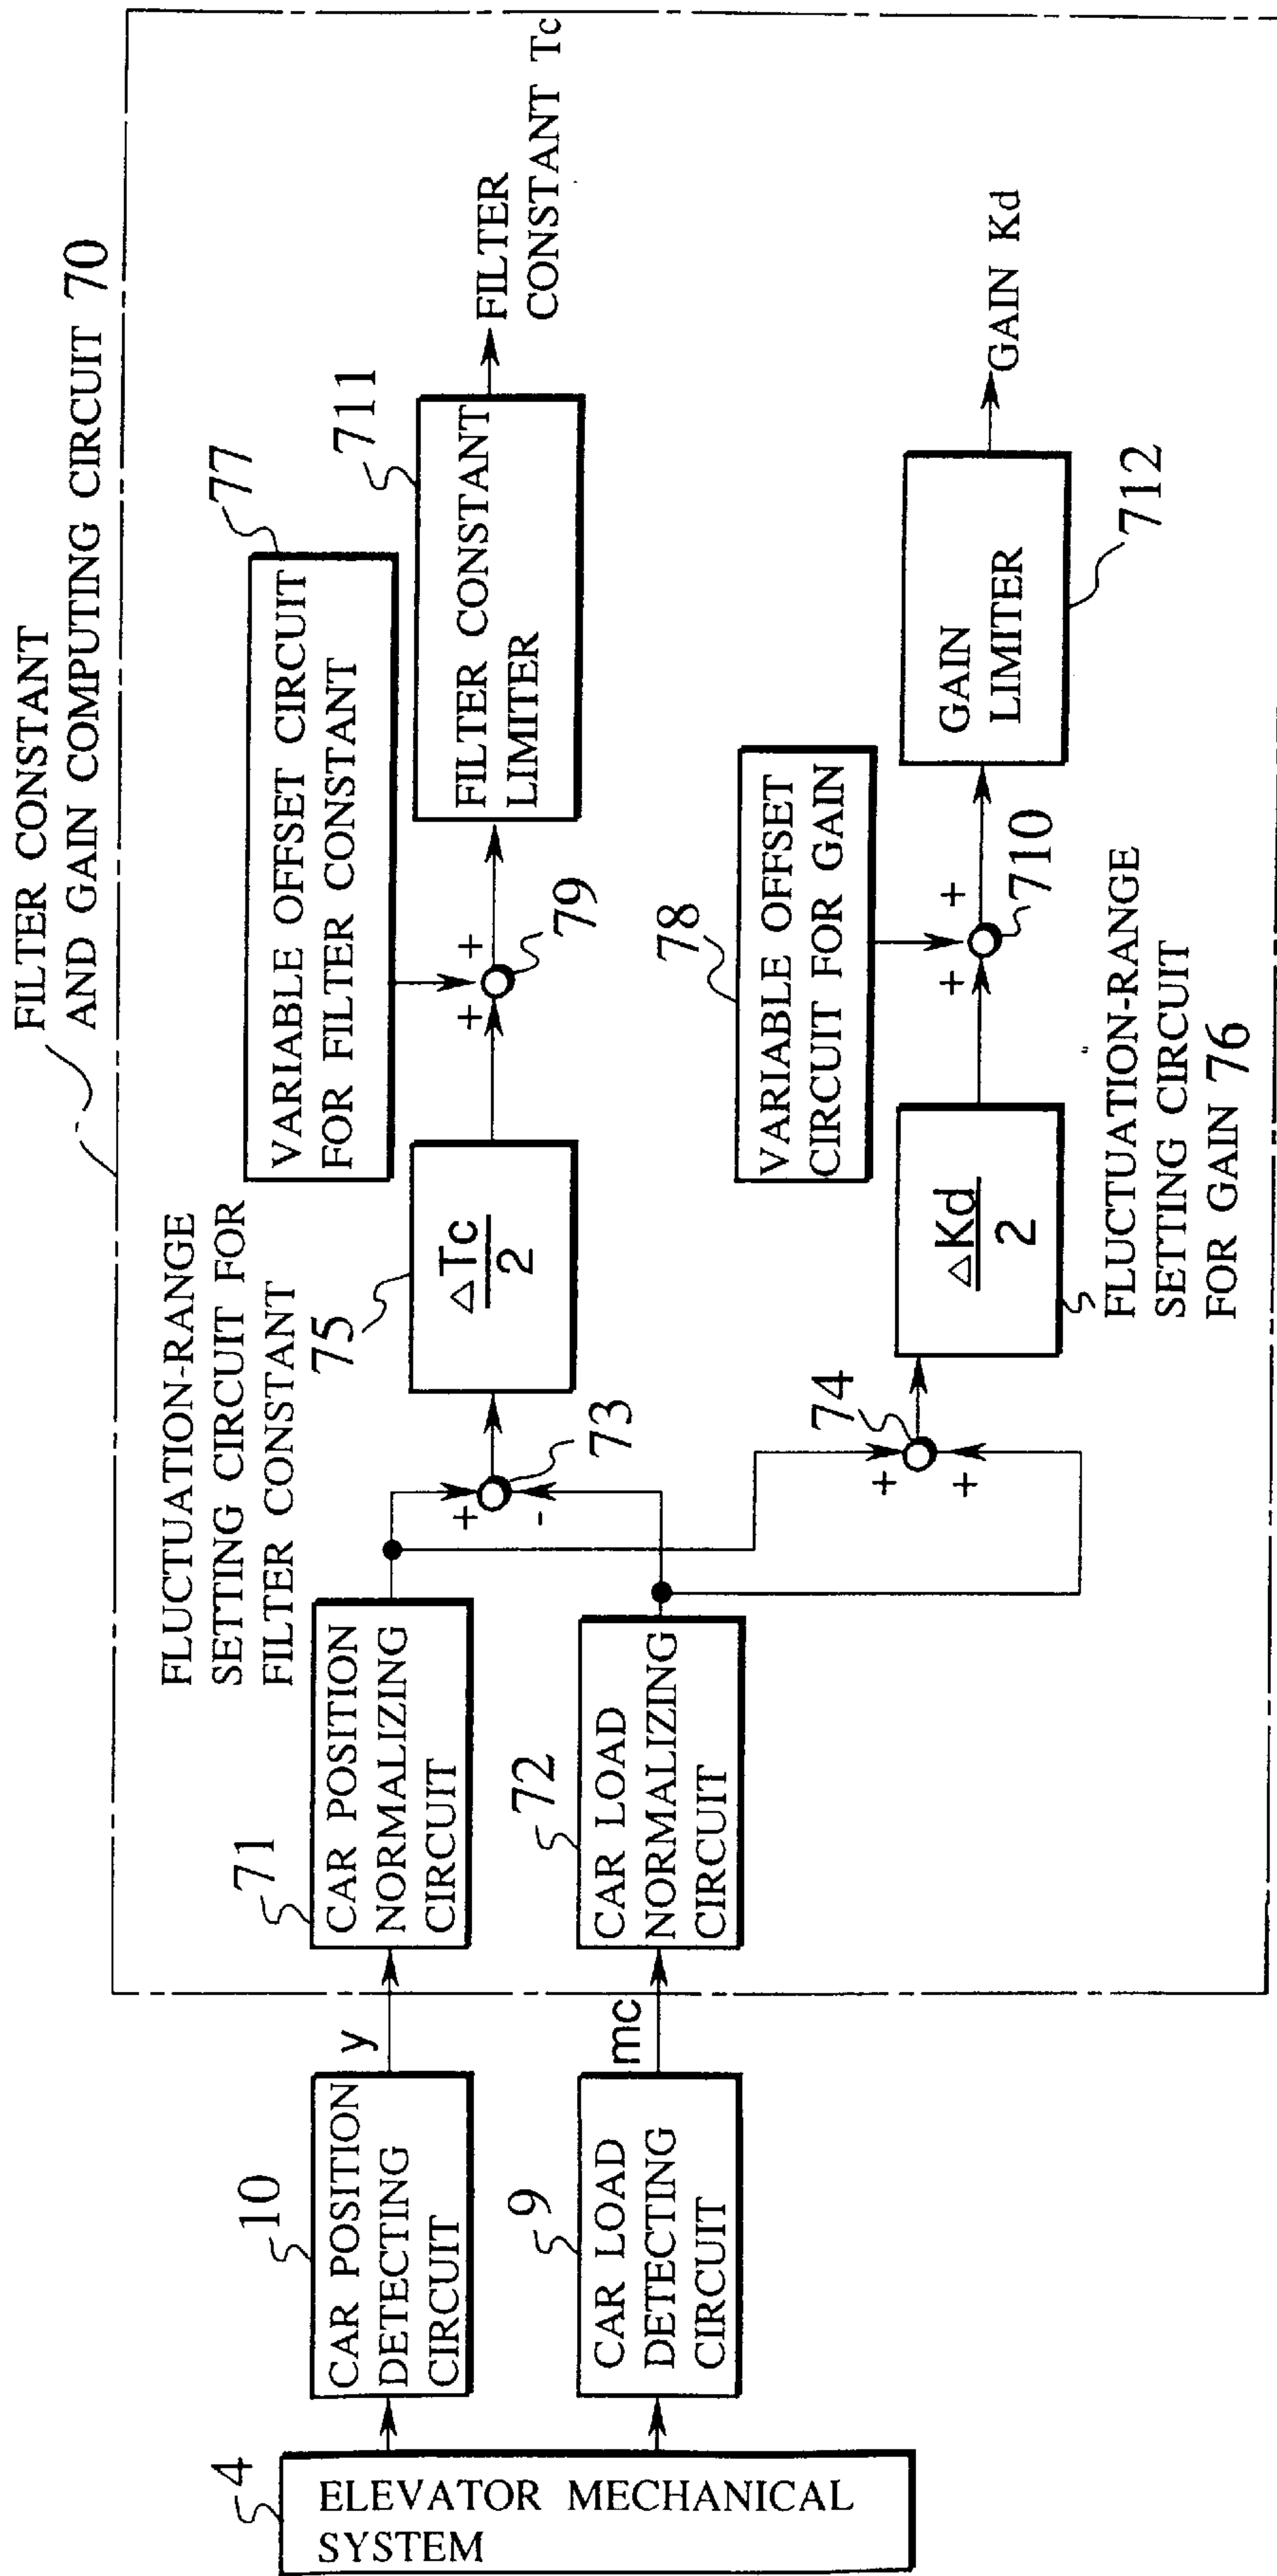 FILTER CONSTANT
AND GAIN COMPUTING CIRCUIT 70
4
ELEVATOR MECHANICAL
SYSTEM
10
CAR POSITION
DETECTING
CIRCUIT
y
9
CAR LOAD
DETECTING
CIRCUIT
mc
71
CAR POSITION
NORMALIZING
CIRCUIT
72
CAR LOAD
NORMALIZING
CIRCUIT
FLUCTUATION-RANGE
SETTING CIRCUIT FOR
FILTER CONSTANT
75
+
-
73
△Tc
2
77
VARIABLE OFFSET CIRCUIT
FOR FILTER CONSTANT
+
+
79
711
FILTER CONSTANT
LIMITER
FILTER
CONSTANT Tc
74
+
+
△Kd
2
FLUCTUATION-RANGE
SETTING CIRCUIT
FOR GAIN 76
78
VARIABLE OFFSET
CIRCUIT FOR GAIN
+
+
710
GAIN
LIMITER
712
GAIN Kd